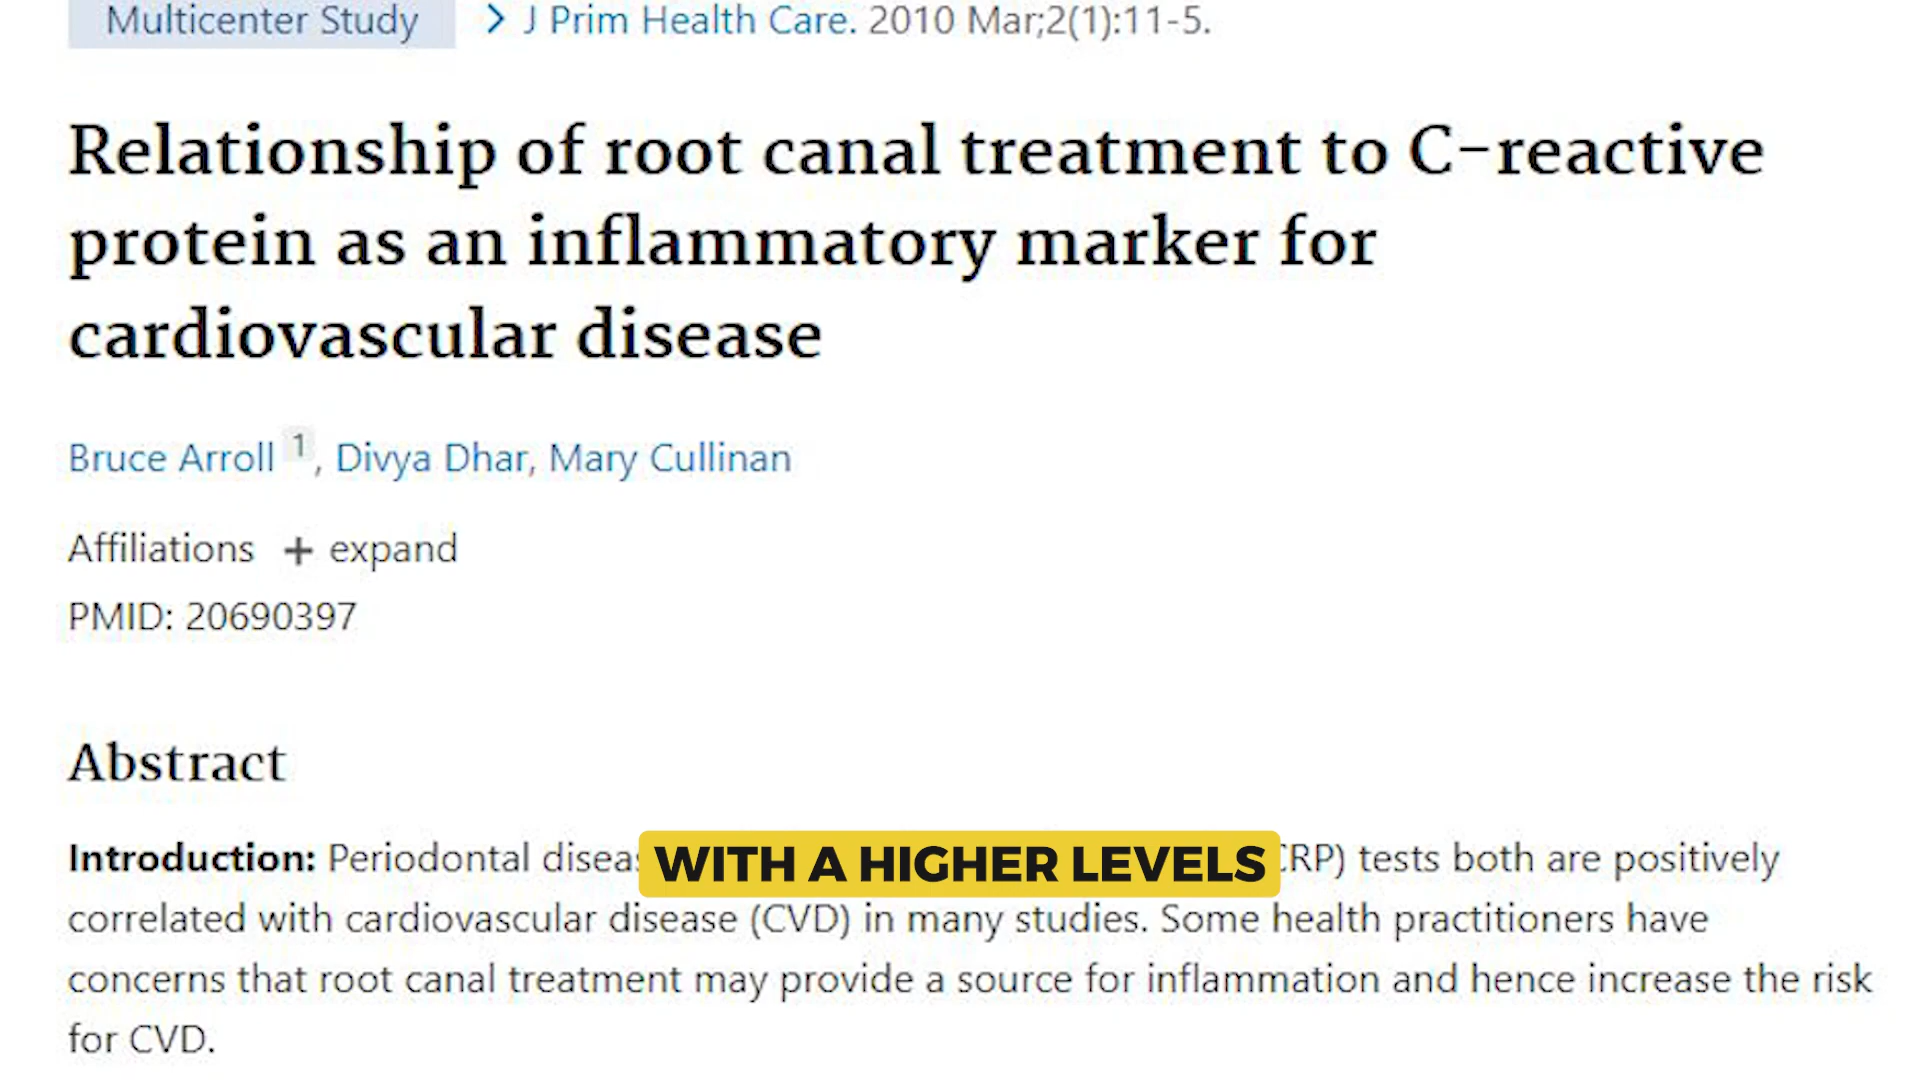 Multicenter Study > J Prim Health Care. 2010 Mar;2(1):11-5.
Relationship of root canal treatment to C-reactive
protein as an inflammatory marker for
cardiovascular disease
Bruce Arroll 1, Divya Dhar, Mary Cullinan
Affiliations + expand
PMID: 20690397
Abstract
Introduction: Periodontal WITH A HIGHER LEVELS CRP) tests both are positively
correlated with cardiovascular disease (CVD) in many studies. Some health practitioners have
concerns that root canal treatment may provide a source for inflammation and hence increase the risk
for CVD.